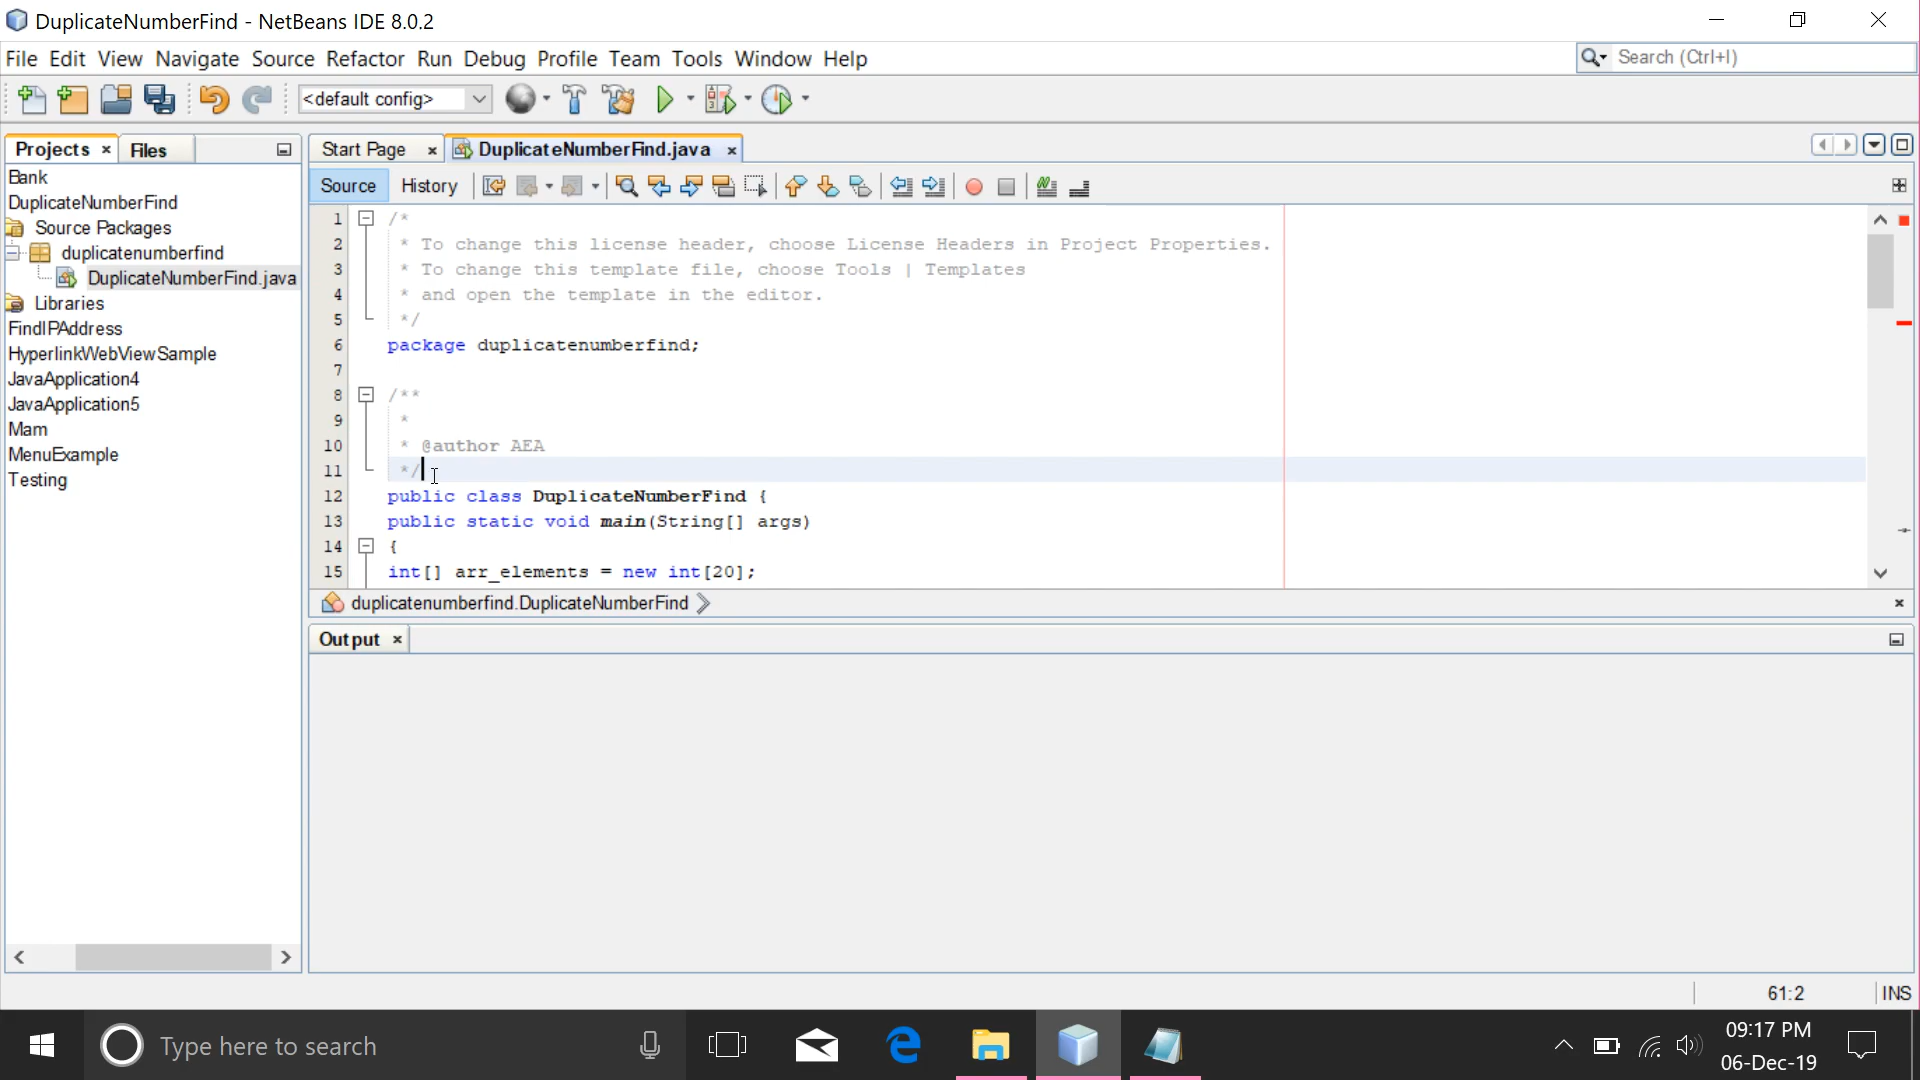 DuplicateNumberFind - NetBeans IDE 8.0.2
File Edit View Navigate Source Refactor Run Debug Profile Team Tools Window Help
Search (Ctrl+I)
<default config>
Projects
Files
Bank
DuplicateNumberFind
Source Packages
duplicatenumberfind
DuplicateNumberFind.java
Libraries
FindIPAddress
HyperlinkWebViewSample
JavaApplication4
JavaApplication5
Mam
MenuExample
Testing
Start Page
DuplicateNumberFind.java
Source
History
1 /*
2 * To change this license header, choose License Headers in Project Properties.
3 * To change this template file, choose Tools | Templates
4 * and open the template in the editor.
5 */
6 package duplicatenumberfind;
7
8 /**
9 *
10 * @author AEA
11 */
12 public class DuplicateNumberFind {
13 public static void main(String[] args)
14 {
15 int[] arr_elements = new int[20];
duplicatenumberfind.DuplicateNumberFind
Output
61:2
INS
Type here to search
09:17 PM
06-Dec-19